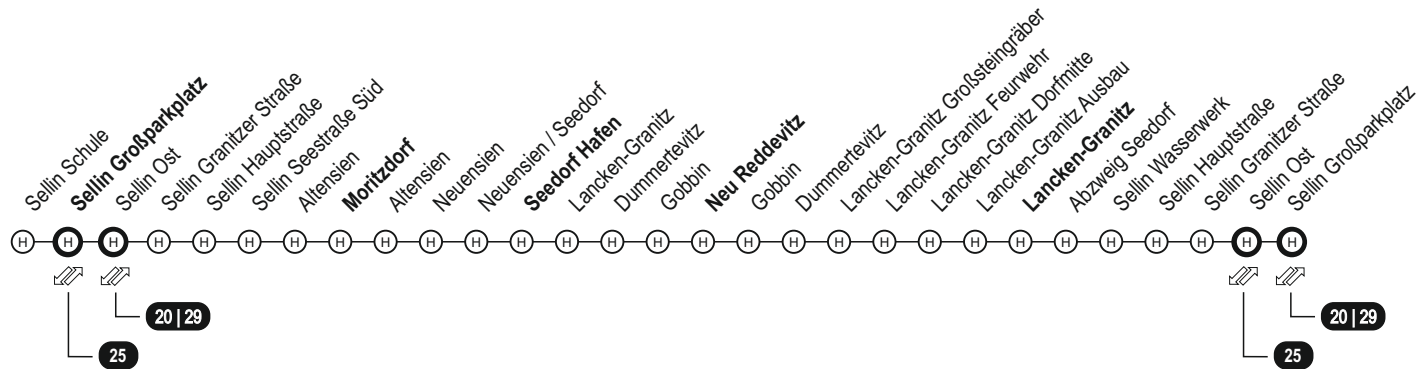 Sellin Schule
Sellin Großparkplatz
Sellin Ost
Sellin Granitzer Straße
Sellin Hauptstraße
Sellin Seestraße Süd
Altensien
Moritzdorf
Altensien
Neuensien
Neuensien / Seedorf
Seedorf Hafen
Lancken-Granitz
Dummertevitz
Gobbin
Neu Reddevitz
Gobbin
Dummertevitz
Lancken-Granitz Großsteingräber
Lancken-Granitz Feurwehr
Lancken-Granitz Dorfmitte
Lancken-Granitz Ausbau
Lancken-Granitz
Abzweig Seedorf
Sellin Wasserwerk
Sellin Hauptstraße
Sellin Granitzer Straße
Sellin Ost
Sellin Großparkplatz
H H H H H H H H H H H H H H H H H H H H H H H H H H H H H
20 | 29
20 | 29
25
25